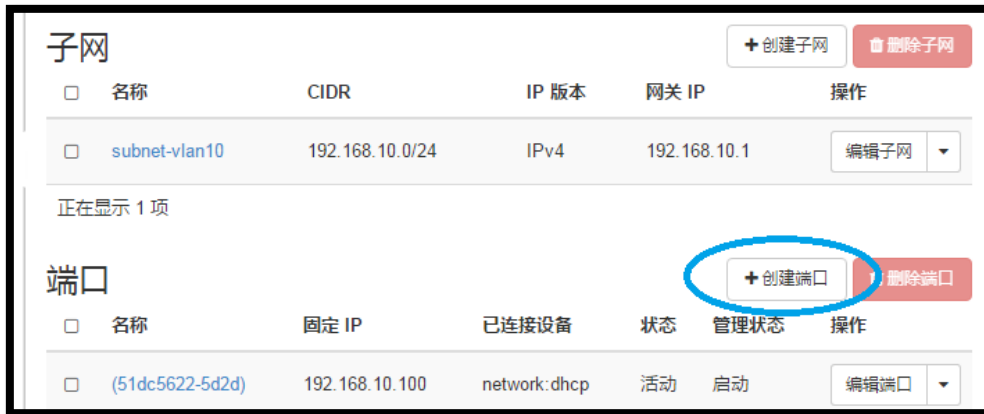 子网 +创建子网 删除子网
名称 CIDR IP 版本 网关 IP 操作
subnet-vlan10 192.168.10.0/24 IPv4 192.168.10.1 编辑子网
正在显示 1 项
端口 +创建端口 删除端口
名称 固定 IP 已连接设备 状态 管理状态 操作
(51dc5622-5d2d) 192.168.10.100 network:dhcp 活动 启动 编辑端口